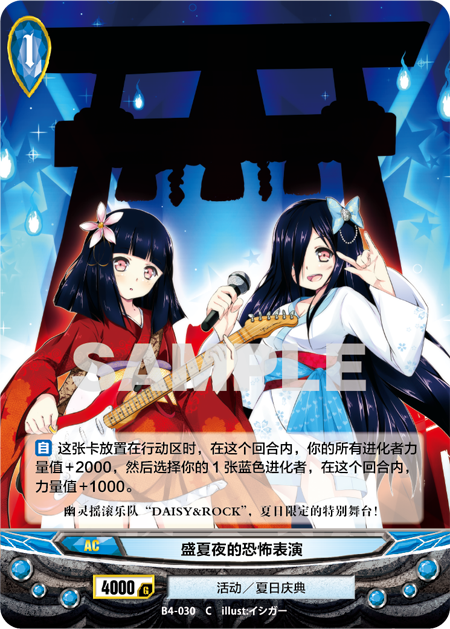 1
SAMPLE
自 这张卡放置在行动区时，在这个回合内，你的所有进化者力
量值+2000，然后选择你的1张蓝色进化者，在这个回合内，
力量值+1000。
幽灵摇滚乐队“DAISY&ROCK”，夏日限定的特别舞台！
AC
盛夏夜的恐怖表演
4000 G
活动／夏日庆典
B4-030 C illust:イシガー